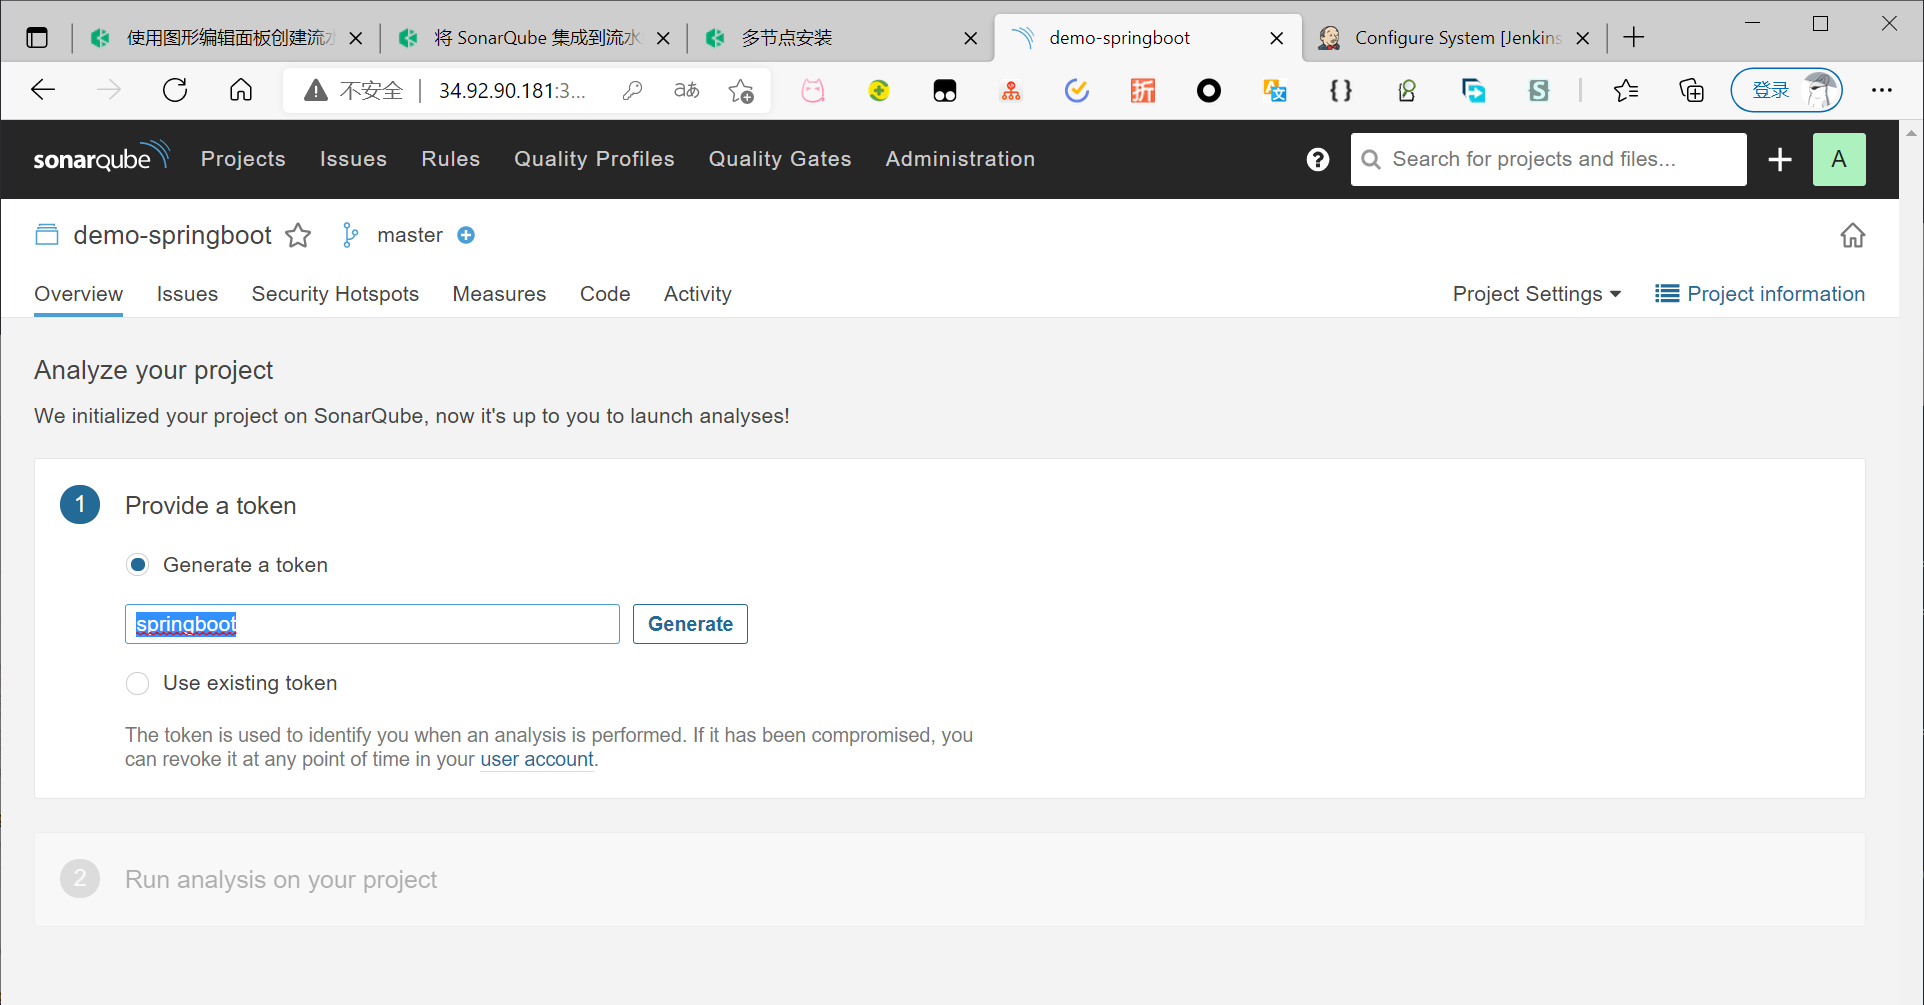 使用图形编辑面板创建流水
将 SonarQube 集成到流水
多节点安装
demo-springboot
Configure System [Jenkins
不安全
34.92.90.181:3...
aあ
折
登录
sonarqube
Projects
Issues
Rules
Quality Profiles
Quality Gates
Administration
Search for projects and files...
A
demo-springboot
master
Overview
Issues
Security Hotspots
Measures
Code
Activity
Project Settings
Project information
Analyze your project
We initialized your project on SonarQube, now it's up to you to launch analyses!
1
Provide a token
Generate a token
springboot
Generate
Use existing token
The token is used to identify you when an analysis is performed. If it has been compromised, you
can revoke it at any point of time in your user account.
2
Run analysis on your project